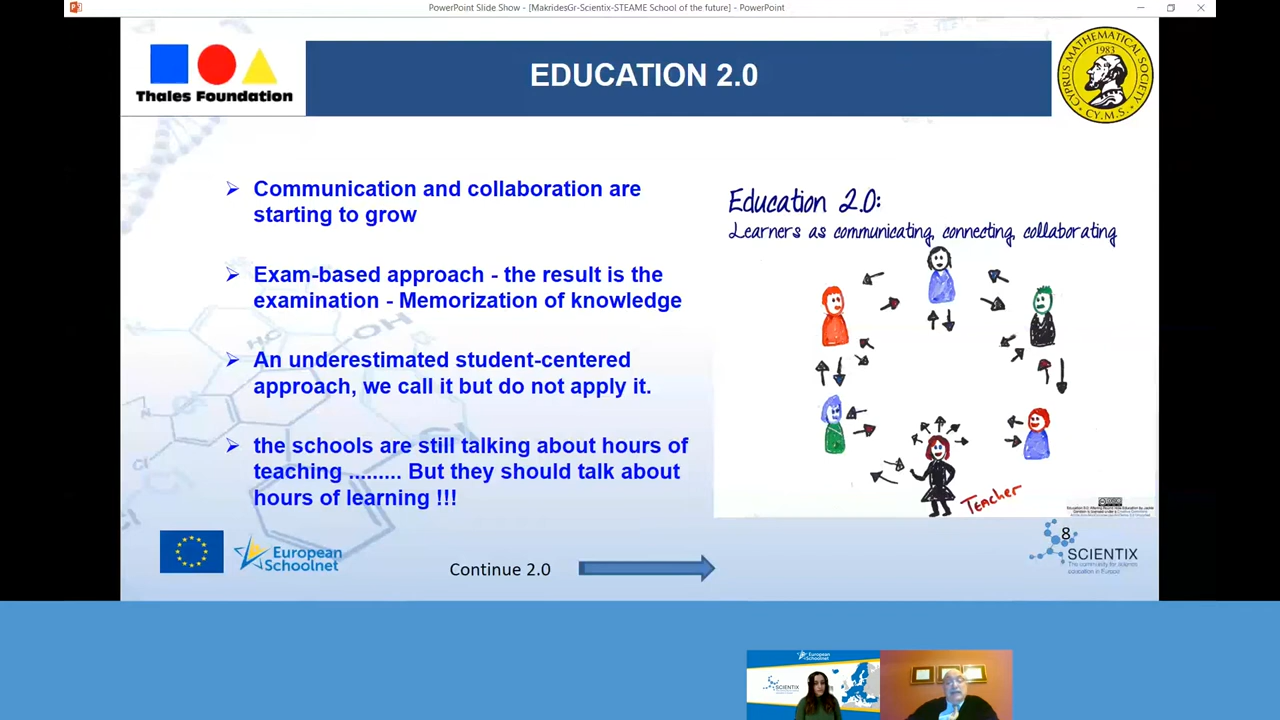 PowerPoint Slide Show - [MakridesGr-Scientix-STEAME School of the future] - PowerPoint
Thales Foundation
EDUCATION 2.0
CYPRUS MATHEMATICAL SOCIETY
1983
CY.M.S.
Communication and collaboration are
starting to grow
Exam-based approach - the result is the
examination - Memorization of knowledge
An underestimated student-centered
approach, we call it but do not apply it.
the schools are still talking about hours of
teaching ......... But they should talk about
hours of learning !!!
Education 2.0:
Learners as communicating, connecting, collaborating
Teacher
European
Schoolnet
Continue 2.0
8
SCIENTIX
The community for science
education in Europe
European
Schoolnet
SCIENTIX